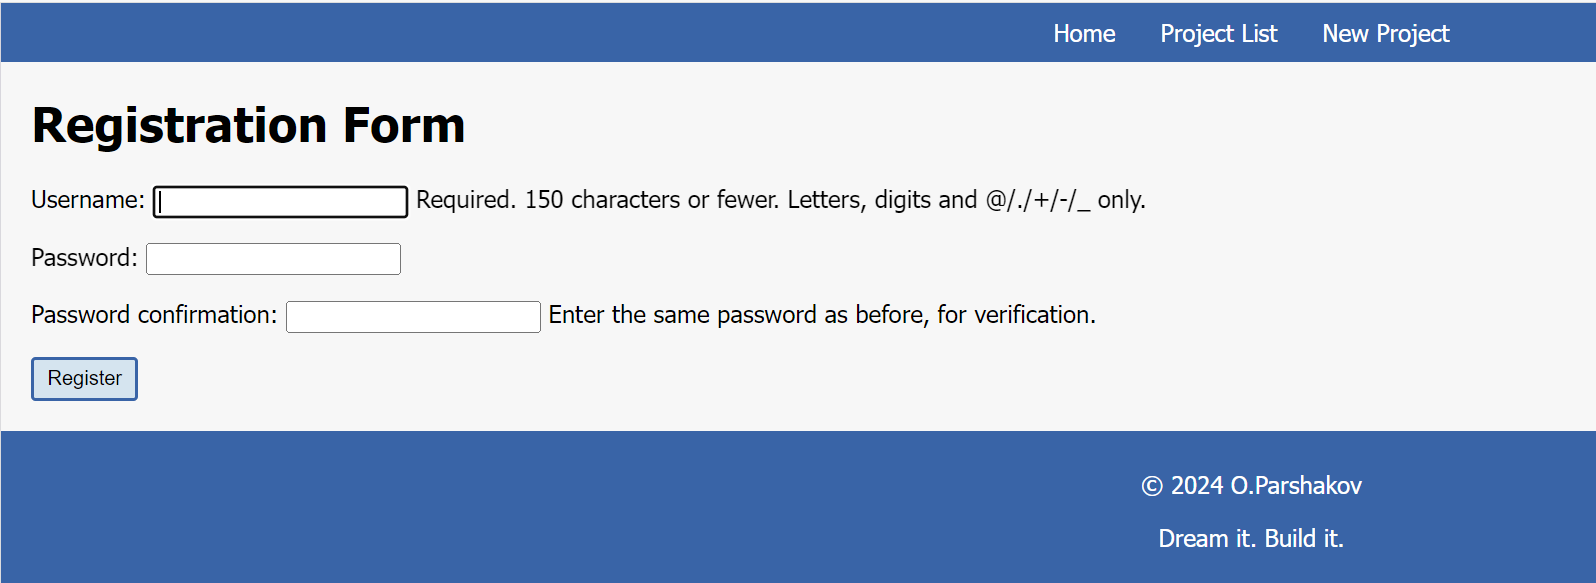 Home Project List New Project
Registration Form
Username: Required. 150 characters or fewer. Letters, digits and @/./+/-/_ only.
Password:
Password confirmation: Enter the same password as before, for verification.
Register
© 2024 O.Parshakov
Dream it. Build it.